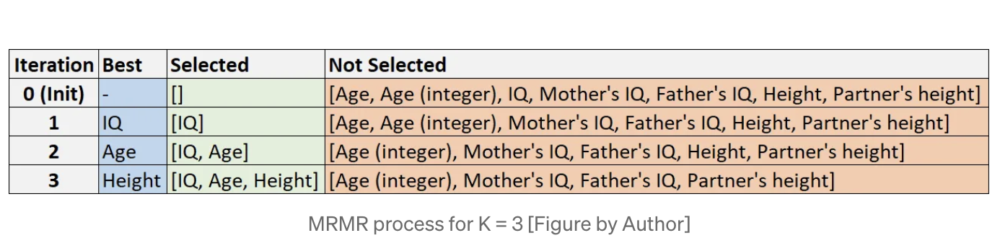 Iteration Best Selected Not Selected
0 (Init) - [] [Age, Age (integer), IQ, Mother's IQ, Father's IQ, Height, Partner's height]
1 IQ [IQ] [Age, Age (integer), Mother's IQ, Father's IQ, Height, Partner's height]
2 Age [IQ, Age] [Age (integer), Mother's IQ, Father's IQ, Height, Partner's height]
3 Height [IQ, Age, Height] [Age (integer), Mother's IQ, Father's IQ, Partner's height]
MRMR process for K = 3 [Figure by Author]